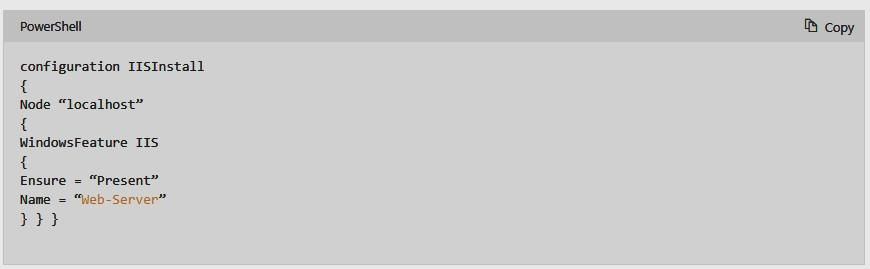 PowerShell
Copy
configuration IISInstall
{
Node “localhost”
{
WindowsFeature IIS
{
Ensure = “Present”
Name = “Web-Server”
} } }